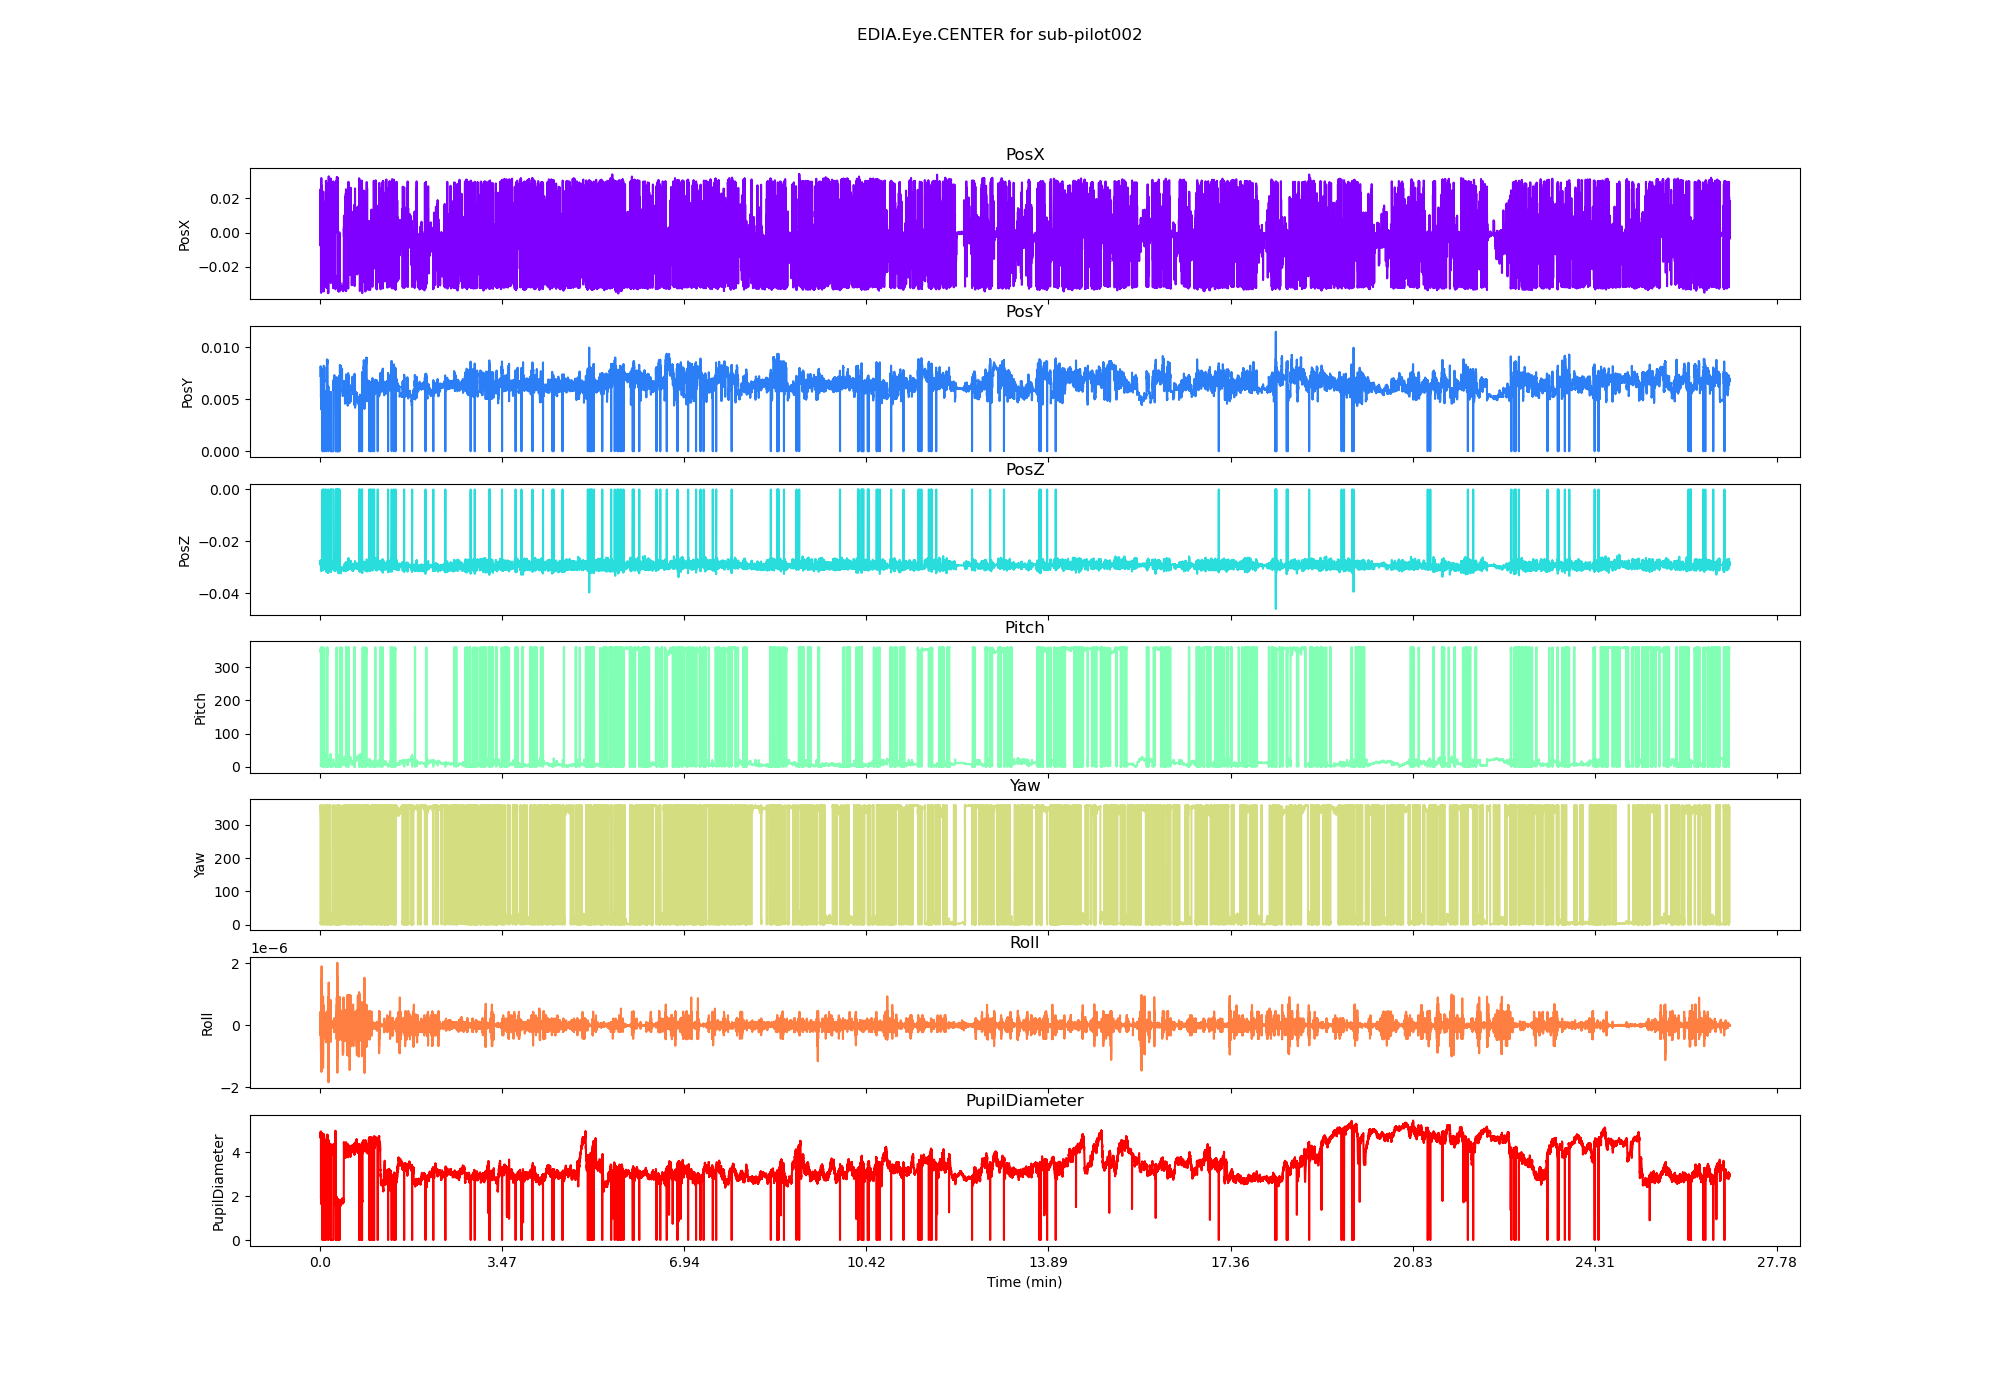 EDIA.Eye.CENTER for sub-pilot002
PosX
0.02
0.00
−0.02
PosX
PosY
0.010
0.005
0.000
PosY
PosZ
0.00
−0.02
−0.04
PosZ
Pitch
300
200
100
0
Pitch
Yaw
300
200
100
0
Yaw
1e−6
Roll
2
0
−2
Roll
PupilDiameter
4
2
0
PupilDiameter
0.0 3.47 6.94 10.42 13.89 17.36 20.83 24.31 27.78
Time (min)